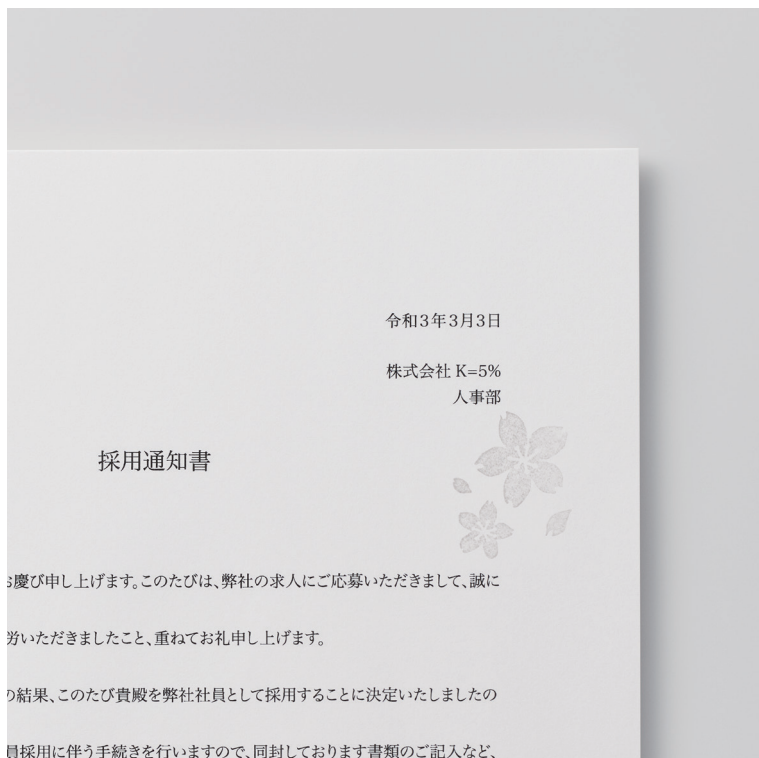 令和3年3月3日
株式会社 K=5%
人事部
採用通知書
お慶び申し上げます。このたびは、弊社の求人にご応募いただきまして、誠に
労いただきましたこと、重ねてお礼申し上げます。
の結果、このたび貴殿を弊社社員として採用することに決定いたしましたの
員採用に伴う手続きを行いますので、同封しております書類のご記入など、